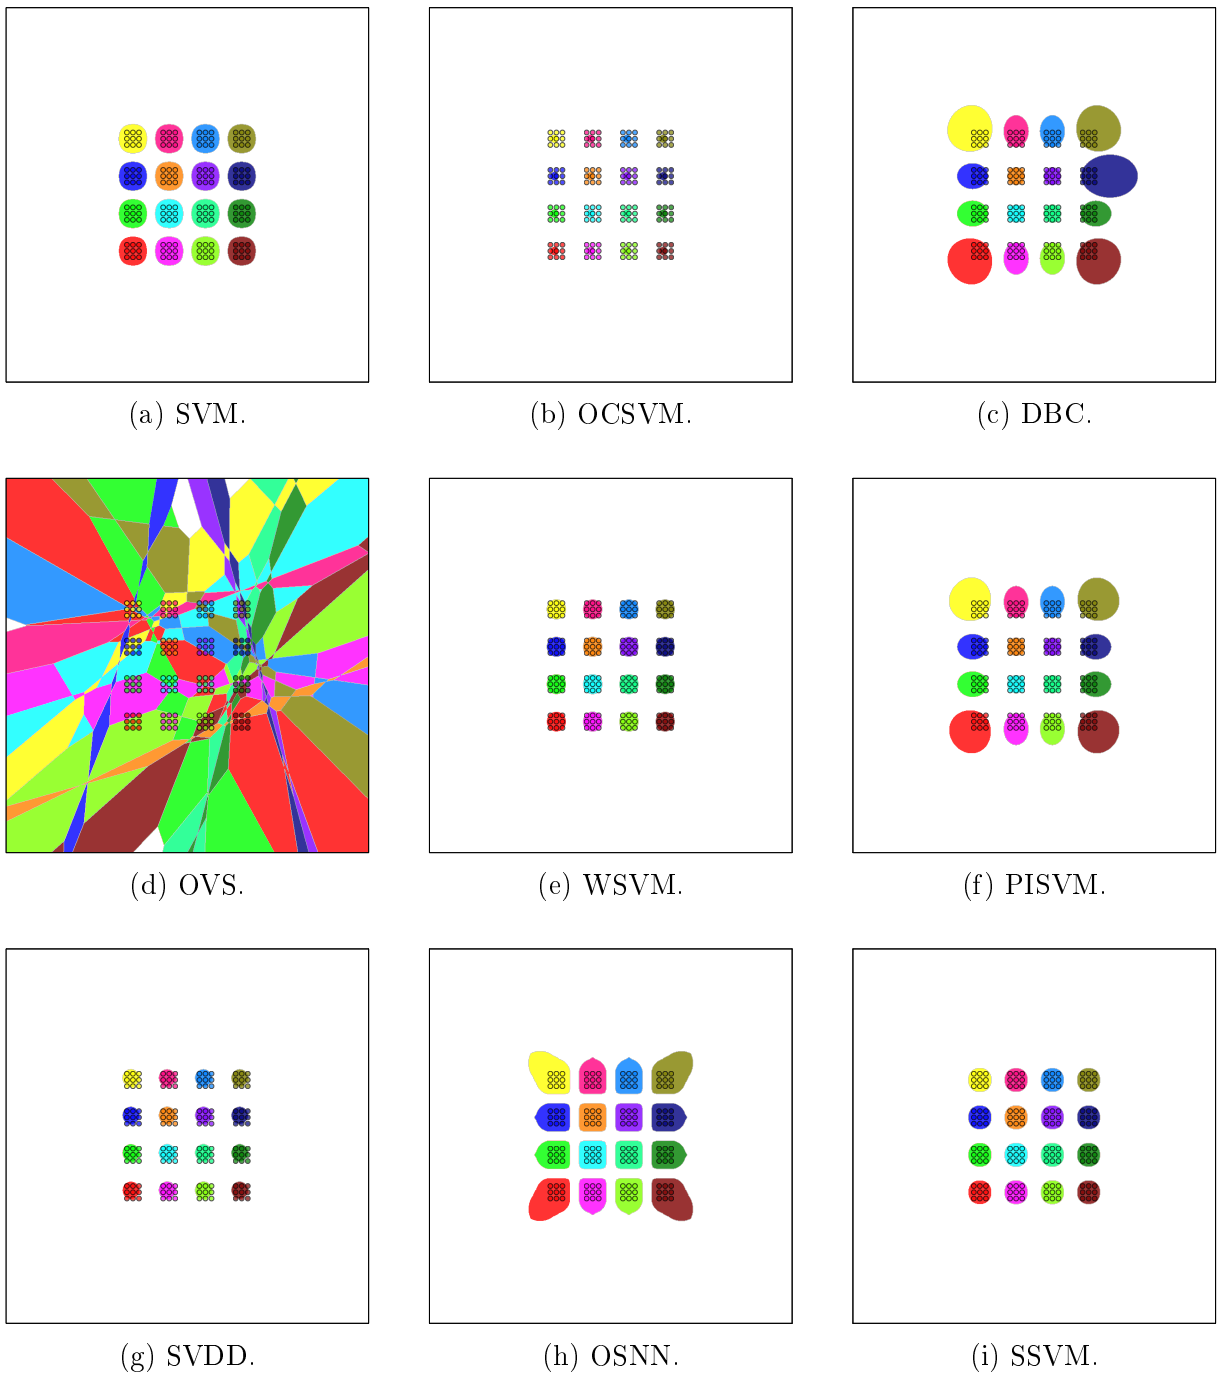 (a) SVM.
(b) OCSVM.
(c) DBC.
(d) OVS.
(e) WSVM.
(f) PISVM.
(g) SVDD.
(h) OSNN.
(i) SSVM.